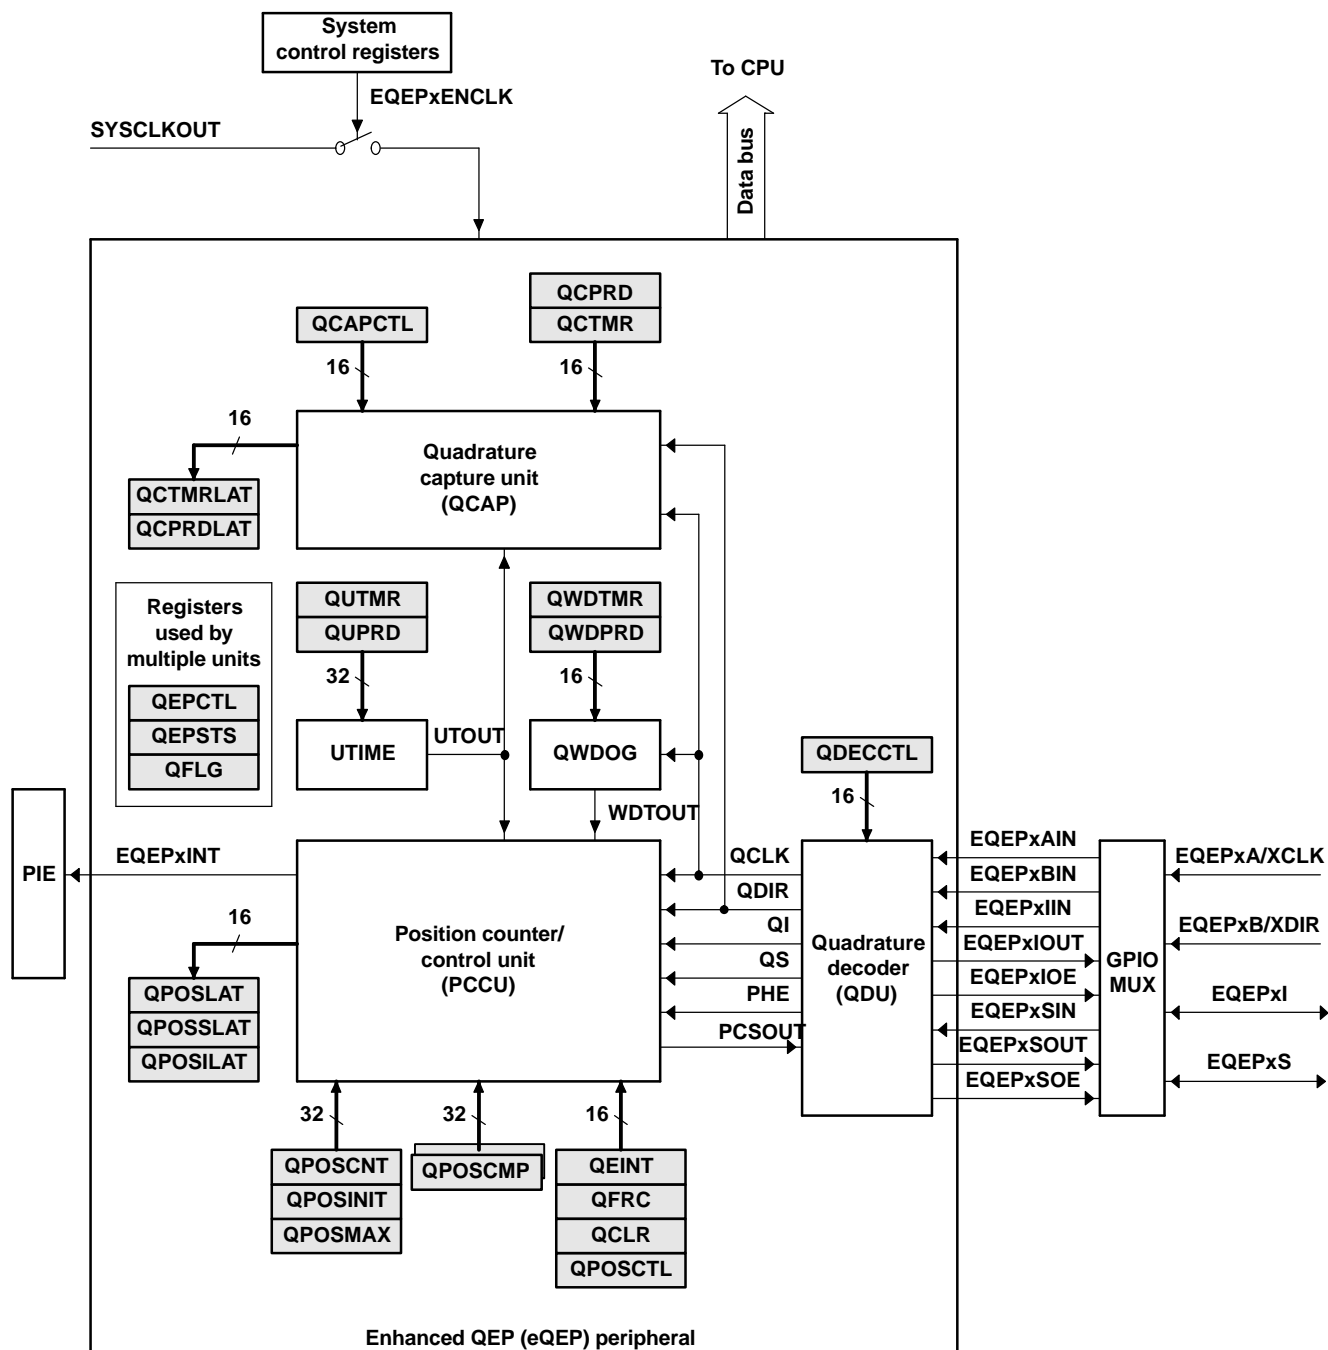 System
control registers
To CPU
EQEPxENCLK
SYSCLKOUT
Data bus
QCPRD
QCAPCTL
QCTMR
16
16
16
Quadrature
capture unit
(QCAP)
QCTMRLAT
QCPRDLAT
Registers
used by
multiple units
QEPCTL
QEPSTS
QFLG
QUTMR
QUPRD
QWDTMR
QWDPRD
32
16
UTIME
UTOUT
QWDOG
QDECCTL
WDTOUT
16
PIE
EQEPxINT
16
Position counter/
control unit
(PCCU)
QPOSLAT
QPOSSLAT
QPOSILAT
QCLK
QDIR
QI
QS
PHE
PCSOUT
Quadrature
decoder
(QDU)
EQEPxAIN
EQEPxBIN
EQEPxIIN
EQEPxIOUT
EQEPxIOE
EQEPxSIN
EQEPxSOUT
EQEPxSOE
GPIO
MUX
EQEPxA/XCLK
EQEPxB/XDIR
EQEPxI
EQEPxS
32
32
16
QPOSCNT
QPOSINIT
QPOSMAX
QPOSCMP
QEINT
QFRC
QCLR
QPOSCTL
Enhanced QEP (eQEP) peripheral